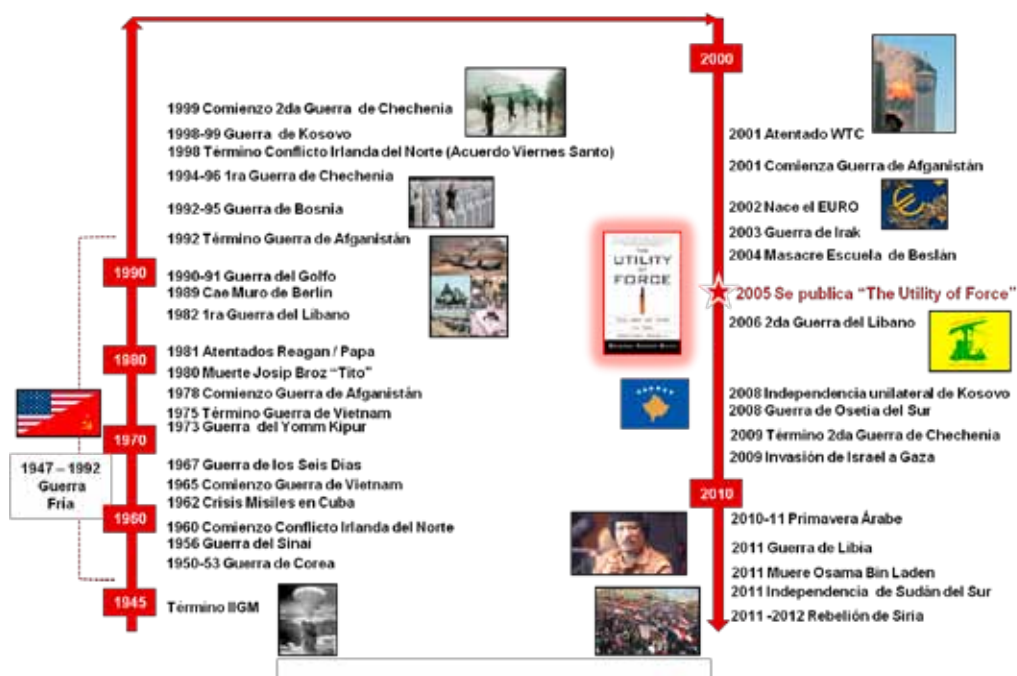 2000
1999 Comienzo 2da Guerra de Chechenia
1998-99 Guerra de Kosovo
1998 Término Conflicto Irlanda del Norte (Acuerdo Viernes Santo)
1994-96 1ra Guerra de Chechenia
1992-95 Guerra de Bosnia
1992 Término Guerra de Afganistán
1990
1990-91 Guerra del Golfo
1989 Cae Muro de Berlín
1982 1ra Guerra del Líbano
1980
1981 Atentados Reagan / Papa
1980 Muerte Josip Broz “Tito”
1978 Comienzo Guerra de Afganistán
1975 Término Guerra de Vietnam
1973 Guerra del Yomm Kipur
1970
1947 – 1992
Guerra
Fría
1967 Guerra de los Seis Días
1965 Comienzo Guerra de Vietnam
1962 Crisis Misiles en Cuba
1960
1960 Comienzo Conflicto Irlanda del Norte
1956 Guerra del Sinai
1950-53 Guerra de Corea
1945
Término IIGM
2001 Atentado WTC
2001 Comienza Guerra de Afganistán
2002 Nace el EURO
2003 Guerra de Irak
2004 Masacre Escuela de Beslán
THE
UTILITY
OF
FORCE
2005 Se publica “The Utility of Force”
2006 2da Guerra del Líbano
2008 Independencia unilateral de Kosovo
2008 Guerra de Osetia del Sur
2009 Término 2da Guerra de Chechenia
2009 Invasión de Israel a Gaza
2010
2010-11 Primavera Árabe
2011 Guerra de Libia
2011 Muere Osama Bin Laden
2011 Independencia de Sudán del Sur
2011 -2012 Rebelión de Siria